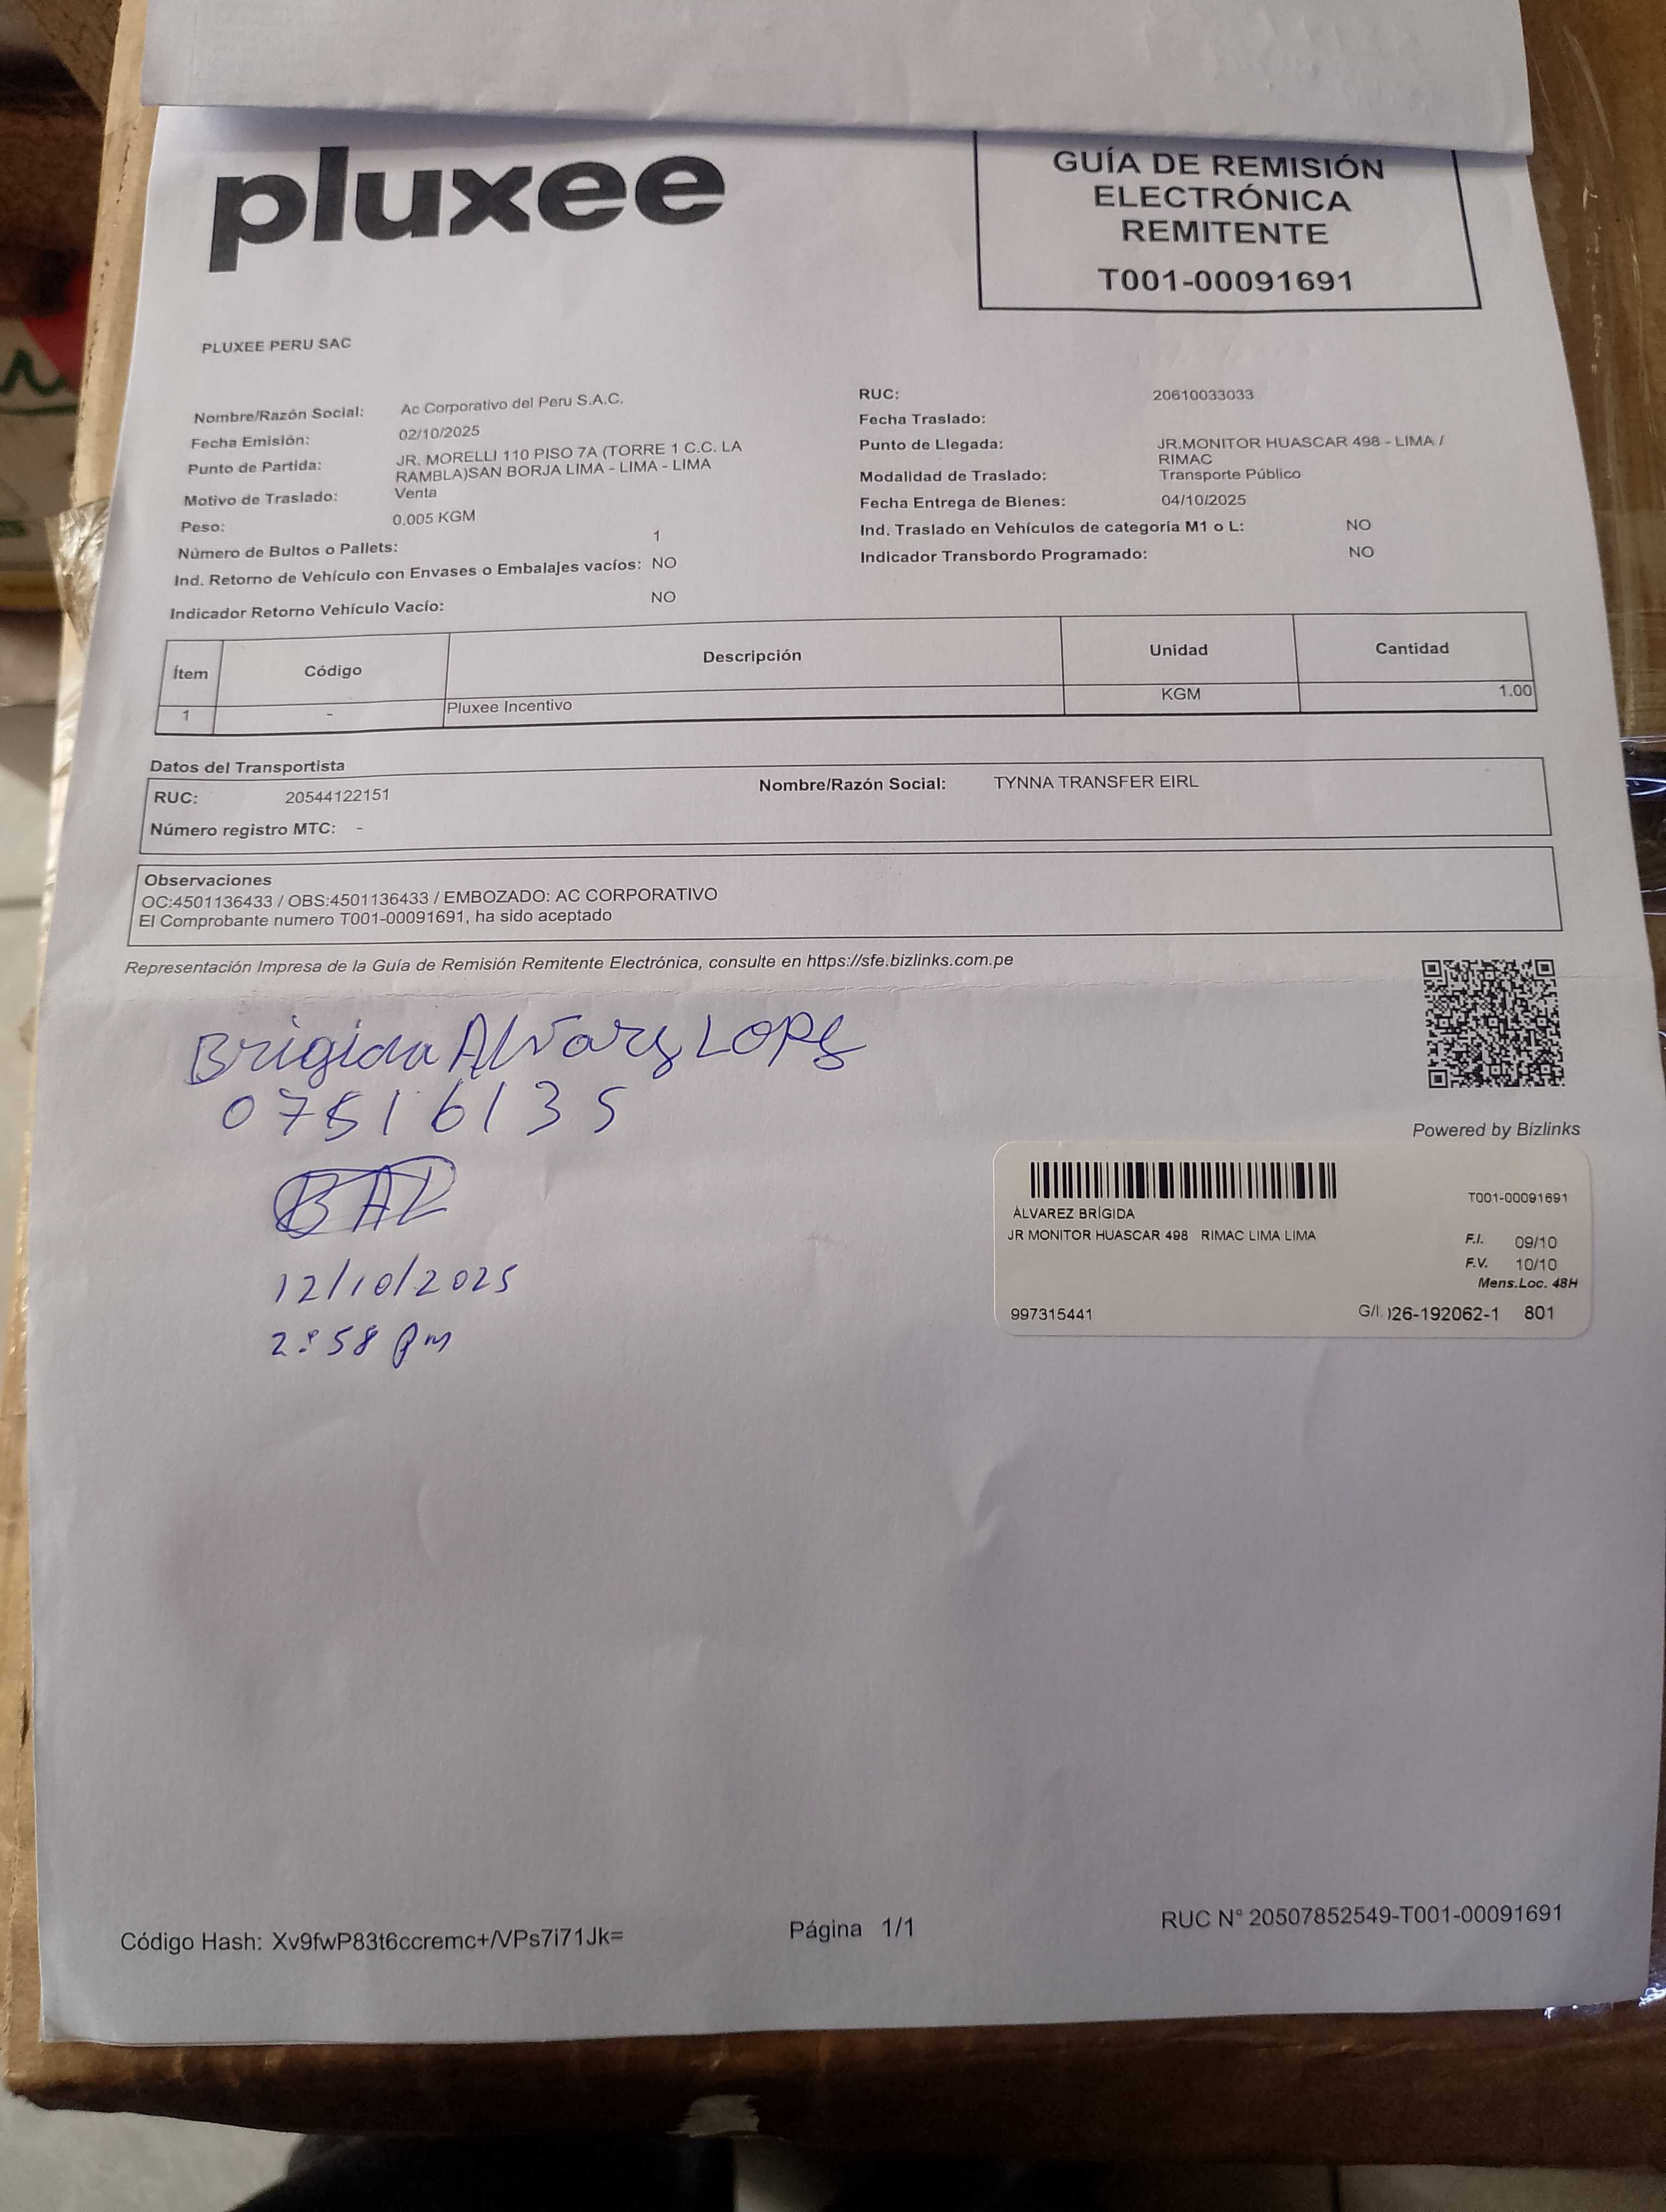 pluxee
GUÍA DE REMISIÓN
ELECTRÓNICA
REMITENTE
T001-00091691
PLUXEE PERU SAC
Nombre/Razón Social: Ac Corporativo del Peru S.A.C.
Fecha Emisión: 02/10/2025
Punto de Partida: JR. MORELLI 110 PISO 7A (TORRE 1 C.C. LA
RAMBLA)SAN BORJA LIMA - LIMA - LIMA
Motivo de Traslado: Venta
Peso: 0.005 KGM
Número de Bultos o Pallets: 1
Ind. Retorno de Vehículo con Envases o Embalajes vacíos: NO
Indicador Retorno Vehículo Vacío: NO
RUC: 20610033033
Fecha Traslado:
Punto de Llegada: JR.MONITOR HUASCAR 498 - LIMA /
RIMAC
Modalidad de Traslado: Transporte Público
Fecha Entrega de Bienes: 04/10/2025
Ind. Traslado en Vehículos de categoría M1 o L: NO
Indicador Transbordo Programado: NO
Ítem Código Descripción Unidad Cantidad
1 - Pluxee Incentivo KGM 1.00
Datos del Transportista
RUC: 20544122151 Nombre/Razón Social: TYNNA TRANSFER EIRL
Número registro MTC: -
Observaciones
OC:4501136433 / OBS:4501136433 / EMBOZADO: AC CORPORATIVO
El Comprobante numero T001-00091691, ha sido aceptado
Representación Impresa de la Guía de Remisión Remitente Electrónica, consulte en https://sfe.bizlinks.com.pe
Brigida Alvarez Lopez
07516135
BAL
12/10/2025
2:58 Pm
Powered by Bizlinks
T001-00091691
ÁLVAREZ BRÍGIDA
JR MONITOR HUASCAR 498 RIMAC LIMA LIMA
F.I. 09/10
F.V. 10/10
Mens.Loc. 48H
997315441 G/I. 026-192062-1 801
Código Hash: Xv9fwP83t6ccremc+/VPs7i71Jk= Página 1/1 RUC N° 20507852549-T001-00091691